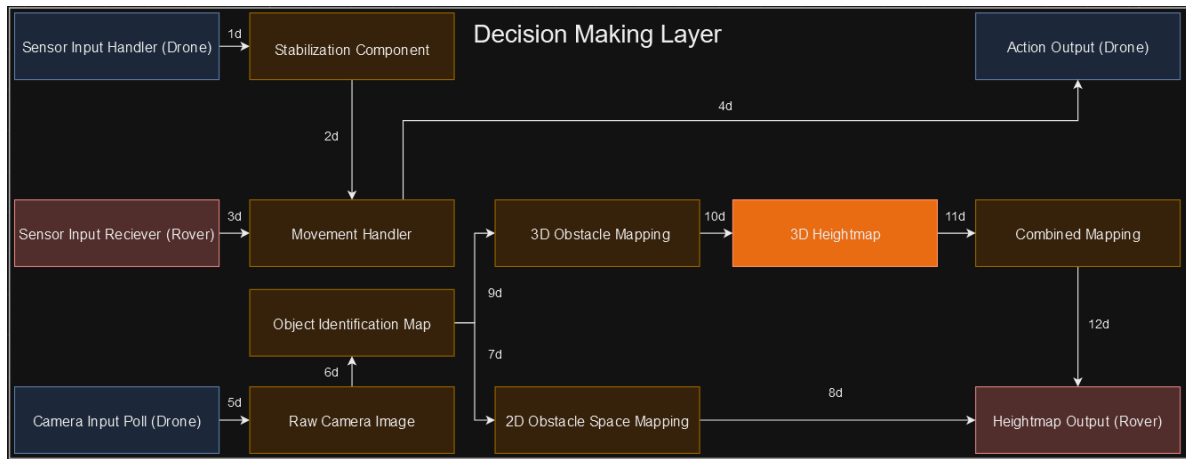 Decision Making Layer
Sensor Input Handler (Drone)
1d
Stabilization Component
Action Output (Drone)
4d
2d
Sensor Input Reciever (Rover)
3d
Movement Handler
3D Obstacle Mapping
10d
3D Heightmap
11d
Combined Mapping
9d
Object Identification Map
12d
7d
6d
Camera Input Poll (Drone)
5d
Raw Camera Image
2D Obstacle Space Mapping
8d
Heightmap Output (Rover)